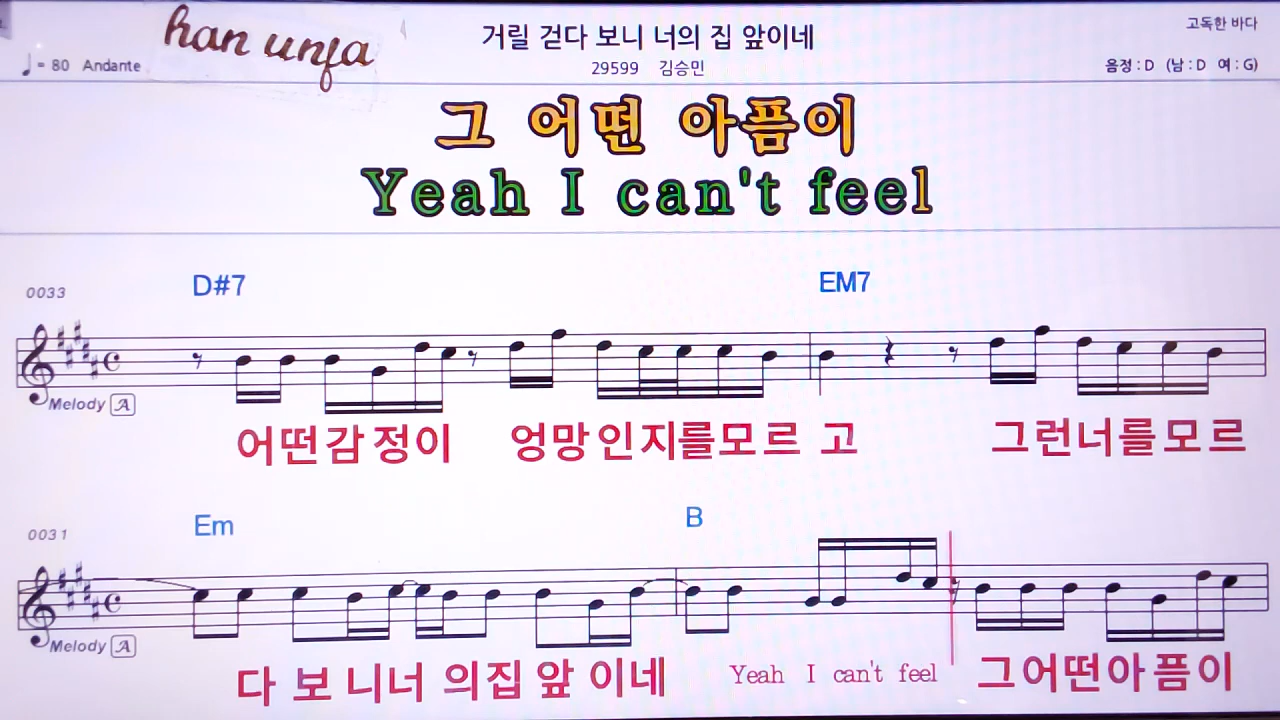 han unfa
거릴 걷다 보니 너의 집 앞이네
고독한 바다
♩= 80 Andante
29599 김승민
음정 : D (남 : D 여 : G)
그 어떤 아픔이
Yeah I can't feel
0033
D#7 EM7
Melody A
어떤감정이 엉망인지를모르 고 그런너를모르
0031
Em B
Melody A
다 보니너 의집 앞 이네 Yeah I can't feel 그어떤아픔이